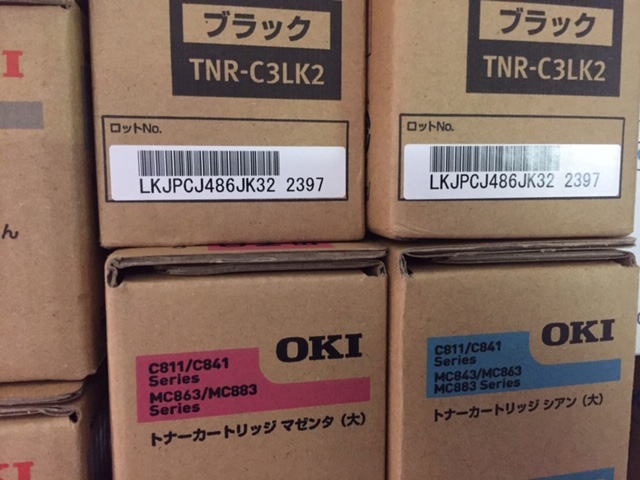 I
ん
KI
ブラック
TNR-C3LK2
ロットNo.
LKJPCJ486JK32 2397
ブラック
TNR-C3LK2
ロットNo.
LKJPCJ486JK32 2397
OKI
C811/C841
Series
MC863/MC883
Series
トナーカートリッジ マゼンタ(大)
OKI
C811/C841
Series
MC843/MC863
MC883 Series
トナーカートリッジ シアン(大)